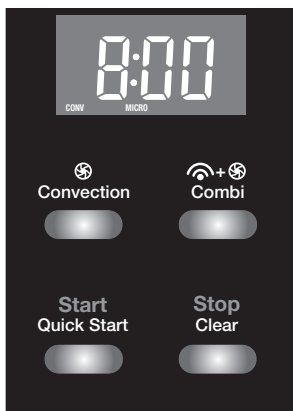 8:00
CONV MICRO
+
Convection Combi
Start Stop
Quick Start Clear